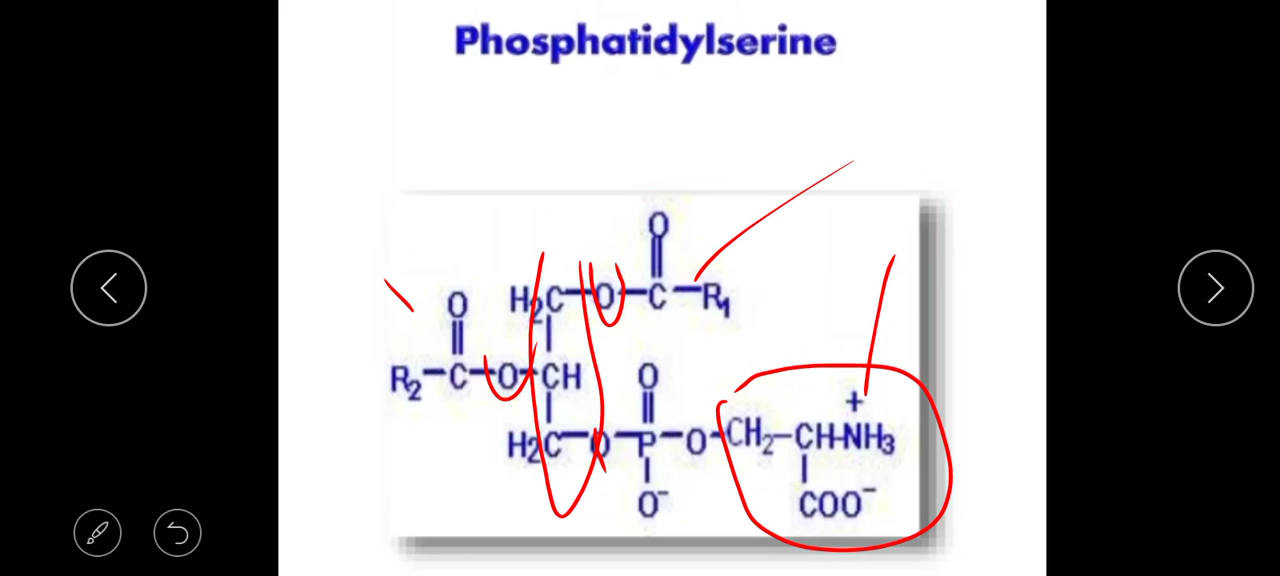 Phosphatidylserine
O
H₂C-O-C-R₁
O
R₂-C-O-CH
O
+
H₂C-O-P-O-CH₂-CH-NH₃
O⁻
COO⁻